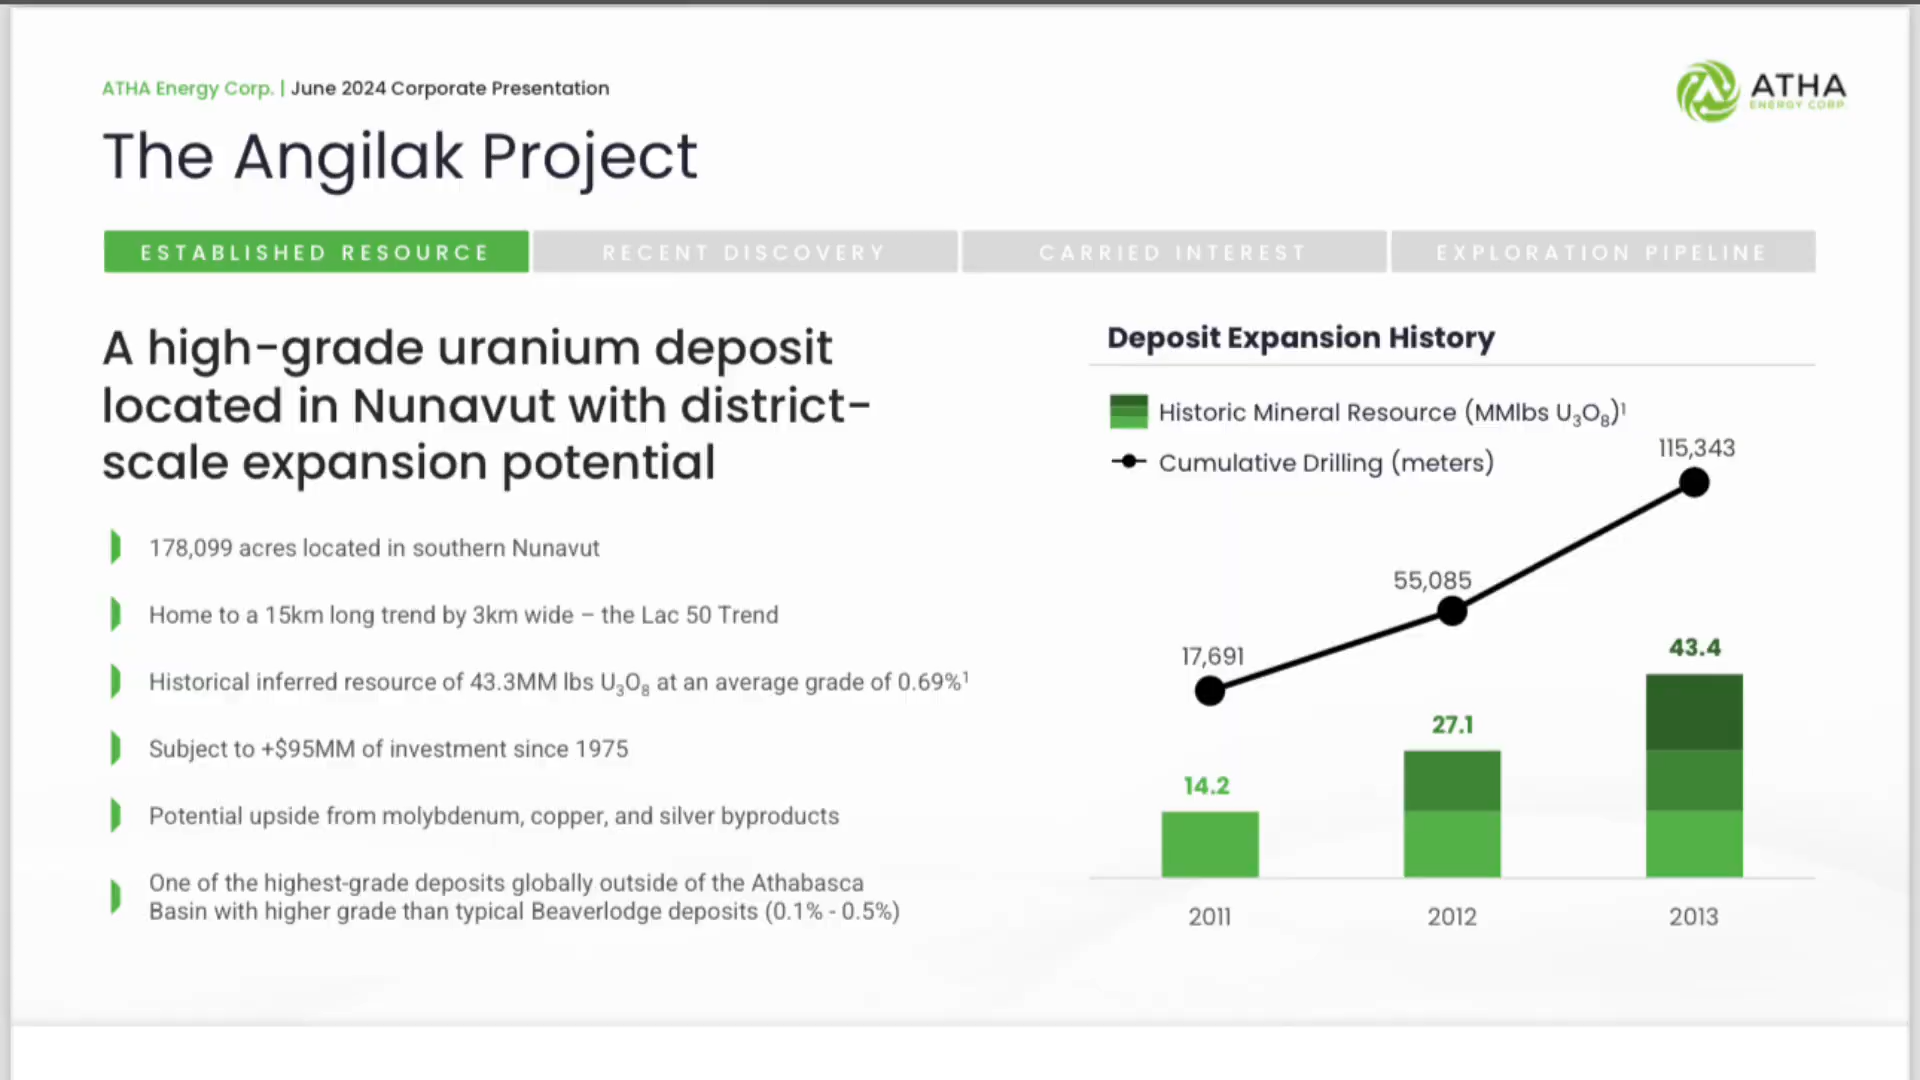 ATHA Energy Corp. | June 2024 Corporate Presentation
ATHA
ENERGY CORP.
The Angilak Project
ESTABLISHED RESOURCE
RECENT DISCOVERY
CARRIED INTEREST
EXPLORATION PIPELINE
A high-grade uranium deposit
located in Nunavut with district-
scale expansion potential
178,099 acres located in southern Nunavut
Home to a 15km long trend by 3km wide – the Lac 50 Trend
Historical inferred resource of 43.3MM lbs U₃O₈ at an average grade of 0.69%¹
Subject to +$95MM of investment since 1975
Potential upside from molybdenum, copper, and silver byproducts
One of the highest-grade deposits globally outside of the Athabasca
Basin with higher grade than typical Beaverlodge deposits (0.1% - 0.5%)
Deposit Expansion History
Historic Mineral Resource (MMlbs U₃O₈)¹
Cumulative Drilling (meters)
115,343
55,085
17,691
43.4
27.1
14.2
2011
2012
2013